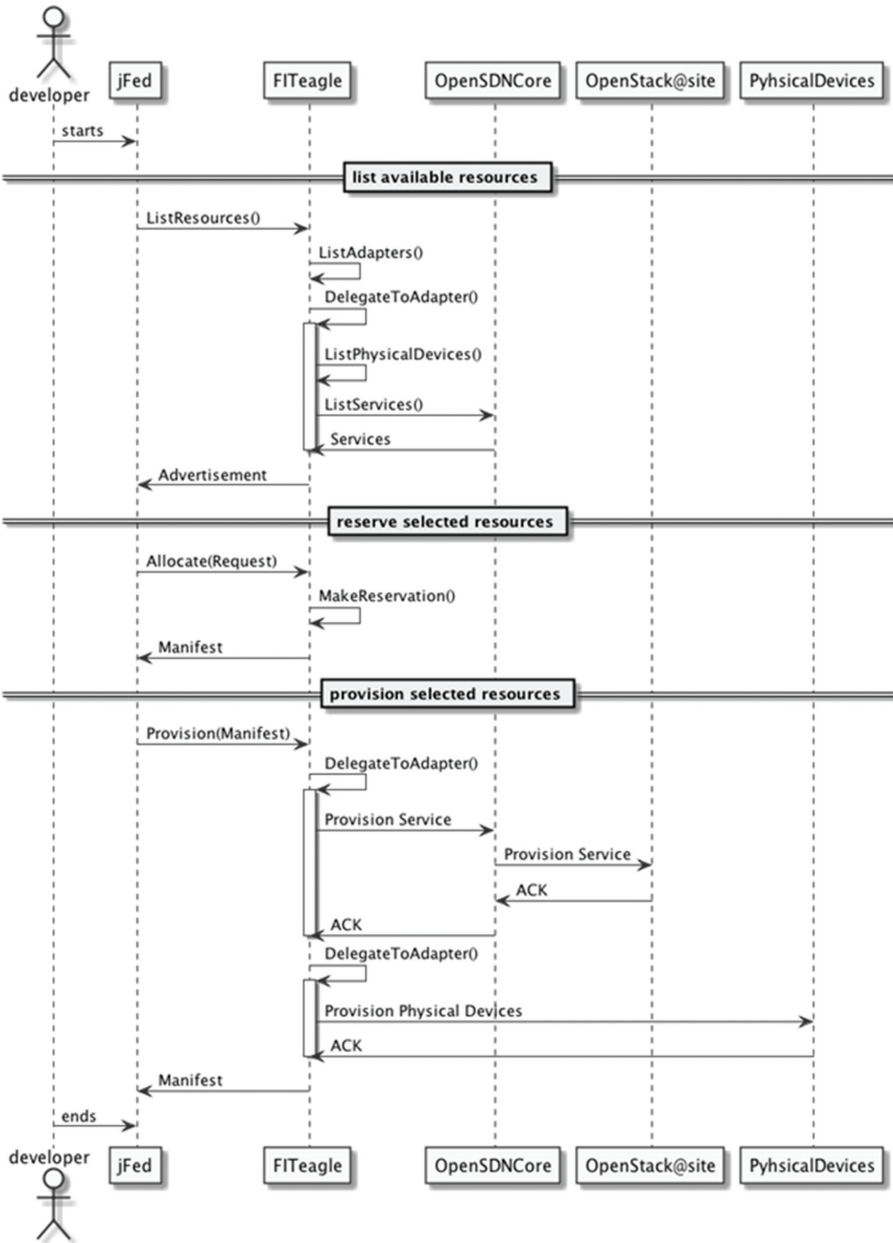 developer
jFed
FITeagle
OpenSDNCore
OpenStack@site
PyhsicalDevices
starts
list available resources
ListResources()
ListAdapters()
DelegateToAdapter()
ListPhysicalDevices()
ListServices()
Services
Advertisement
reserve selected resources
Allocate(Request)
MakeReservation()
Manifest
provision selected resources
Provision(Manifest)
DelegateToAdapter()
Provision Service
Provision Service
ACK
ACK
DelegateToAdapter()
Provision Physical Devices
ACK
Manifest
ends
developer
jFed
FITeagle
OpenSDNCore
OpenStack@site
PyhsicalDevices